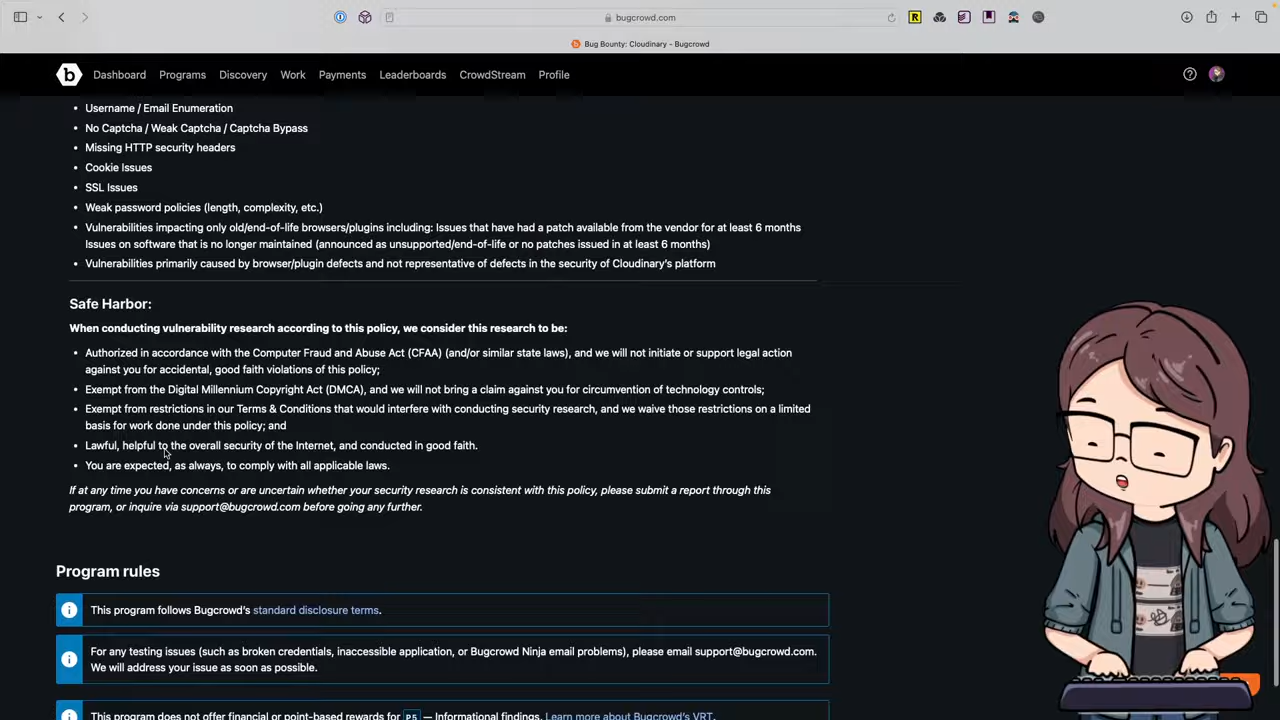 bugcrowd.com
Bug Bounty: Cloudinary - Bugcrowd
b Dashboard Programs Discovery Work Payments Leaderboards CrowdStream Profile
Username / Email Enumeration
No Captcha / Weak Captcha / Captcha Bypass
Missing HTTP security headers
Cookie Issues
SSL Issues
Weak password policies (length, complexity, etc.)
Vulnerabilities impacting only old/end-of-life browsers/plugins including: Issues that have had a patch available from the vendor for at least 6 months
Issues on software that is no longer maintained (announced as unsupported/end-of-life or no patches issued in at least 6 months)
Vulnerabilities primarily caused by browser/plugin defects and not representative of defects in the security of Cloudinary's platform
Safe Harbor:
When conducting vulnerability research according to this policy, we consider this research to be:
Authorized in accordance with the Computer Fraud and Abuse Act (CFAA) (and/or similar state laws), and we will not initiate or support legal action
against you for accidental, good faith violations of this policy;
Exempt from the Digital Millennium Copyright Act (DMCA), and we will not bring a claim against you for circumvention of technology controls;
Exempt from restrictions in our Terms & Conditions that would interfere with conducting security research, and we waive those restrictions on a limited
basis for work done under this policy; and
Lawful, helpful to the overall security of the Internet, and conducted in good faith.
You are expected, as always, to comply with all applicable laws.
If at any time you have concerns or are uncertain whether your security research is consistent with this policy, please submit a report through this
program, or inquire via support@bugcrowd.com before going any further.
Program rules
This program follows Bugcrowd's standard disclosure terms.
For any testing issues (such as broken credentials, inaccessible application, or Bugcrowd Ninja email problems), please email support@bugcrowd.com.
We will address your issue as soon as possible.
This program does not offer financial or point-based rewards for P5 — Informational findings. Learn more about Bugcrowd's VRT.